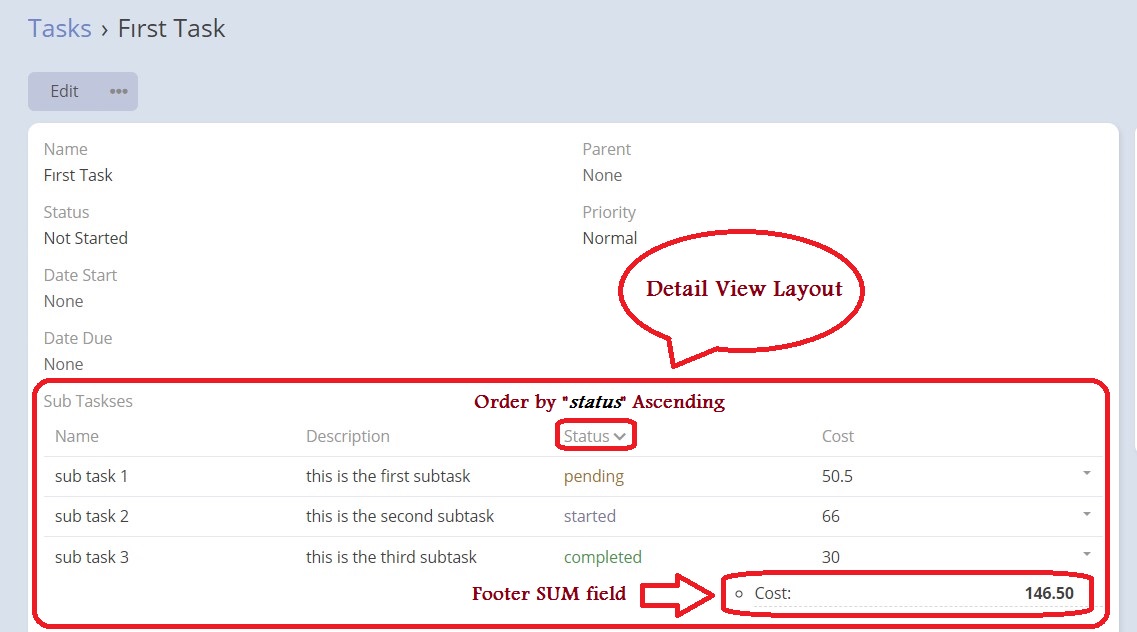 Tasks › First Task
Edit •••
Name
First Task
Parent
None
Status
Not Started
Priority
Normal
Date Start
None
Detail View Layout
Date Due
None
Sub Taskses
Order by "status" Ascending
Name Description Status Cost
sub task 1 this is the first subtask pending 50.5
sub task 2 this is the second subtask started 66
sub task 3 this is the third subtask completed 30
Footer SUM field
Cost: 146.50